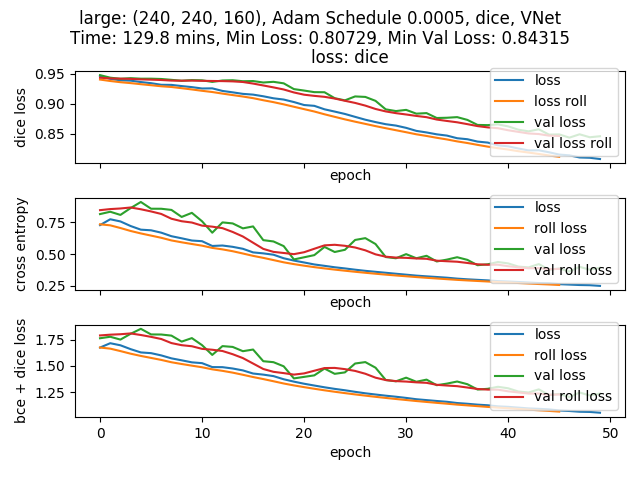 large: (240, 240, 160), Adam Schedule 0.0005, dice, VNet
Time: 129.8 mins, Min Loss: 0.80729, Min Val Loss: 0.84315
loss: dice
0.95
0.90
0.85
dice loss
loss
loss roll
val loss
val loss roll
epoch
0.75
0.50
0.25
cross entropy
loss
roll loss
val loss
val roll loss
epoch
1.75
1.50
1.25
bce + dice loss
loss
roll loss
val loss
val roll loss
0 10 20 30 40 50
epoch